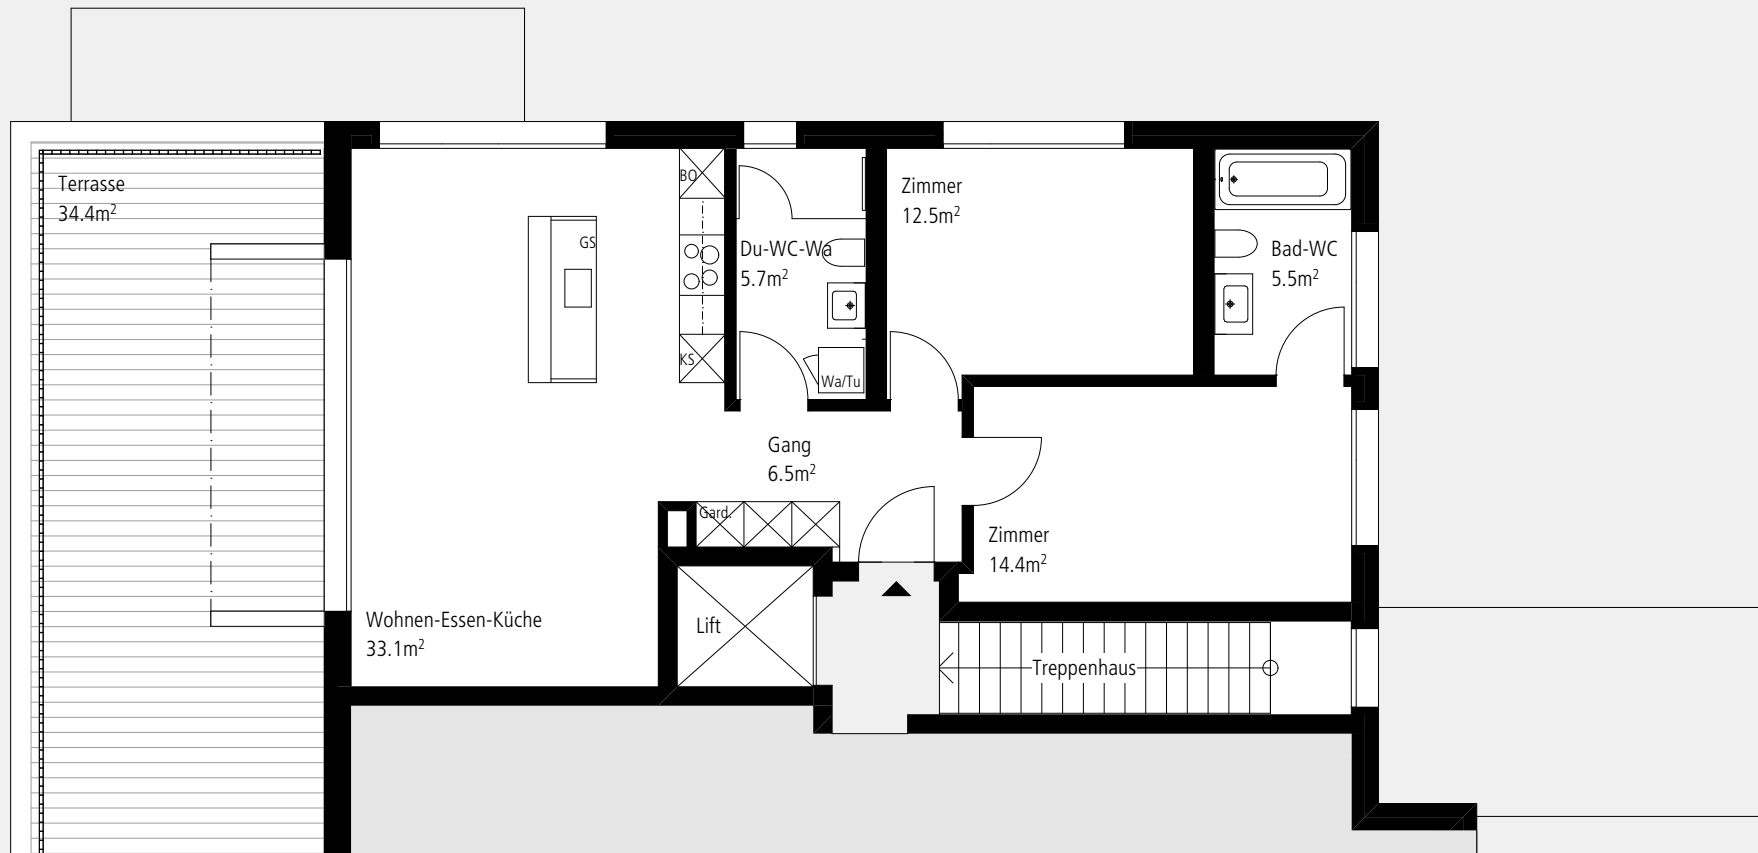 Terrasse
34.4m²
BO
GS
KS
Du-WC-Wa
5.7m²
Wa/Tu
Zimmer
12.5m²
Bad-WC
5.5m²
Gang
6.5m²
Gard.
Zimmer
14.4m²
Wohnen-Essen-Küche
33.1m²
Lift
Treppenhaus